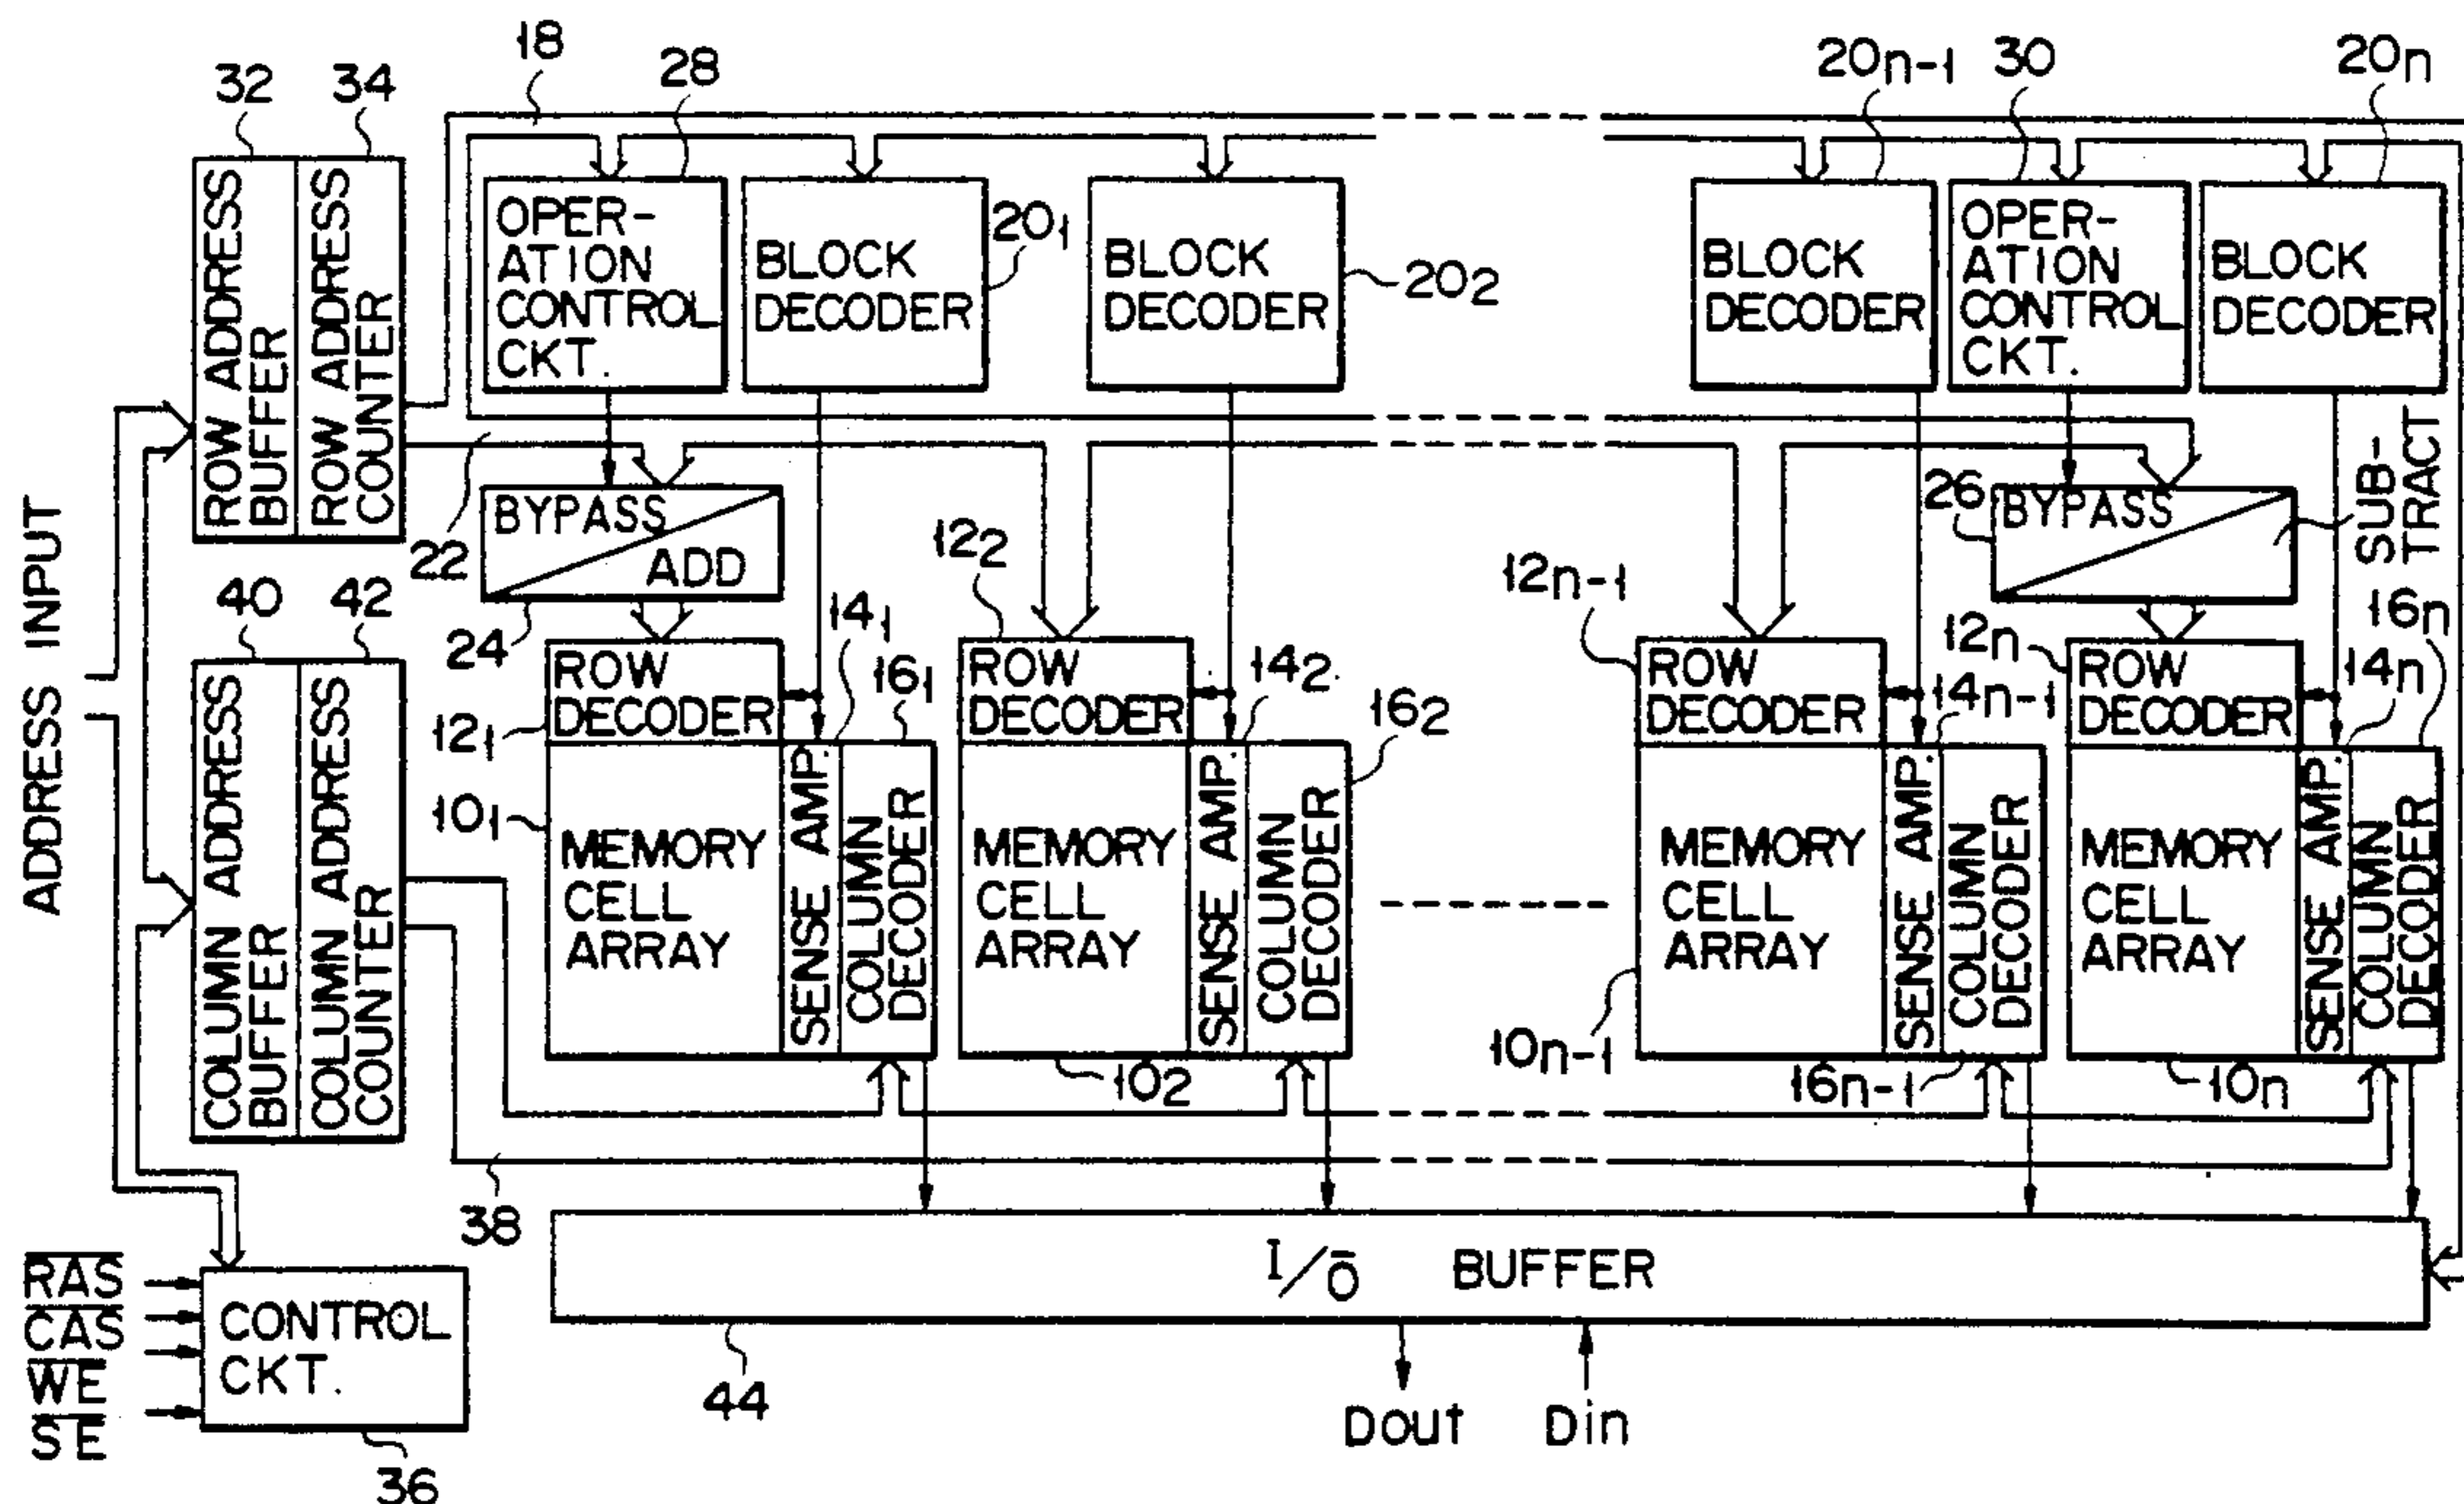 18
28
20n-1
30
20n
32
34
ROW ADDRESS
BUFFER
ROW ADDRESS
COUNTER
OPER-
ATION
CONTROL
CKT.
BLOCK
DECODER
201
BLOCK
DECODER
202
BLOCK
DECODER
OPER-
ATION
CONTROL
CKT.
BLOCK
DECODER
ADDRESS INPUT
22
BYPASS
ADD
24
26
BYPASS
SUB-
TRACT
40
42
COLUMN ADDRESS
BUFFER
COLUMN ADDRESS
COUNTER
122
12n-1
12n
16n
141
161
142
162
14n-1
14n
ROW
DECODER
121
ROW
DECODER
ROW
DECODER
ROW
DECODER
101
MEMORY
CELL
ARRAY
SENSE AMP.
COLUMN
DECODER
MEMORY
CELL
ARRAY
SENSE AMP.
COLUMN
DECODER
MEMORY
CELL
ARRAY
SENSE AMP.
COLUMN
DECODER
MEMORY
CELL
ARRAY
SENSE AMP.
COLUMN
DECODER
102
10n-1
16n-1
10n
38
I/O̅ BUFFER
44
Dout
Din
R̅A̅S̅
C̅A̅S̅
W̅E̅
S̅E̅
CONTROL
CKT.
36